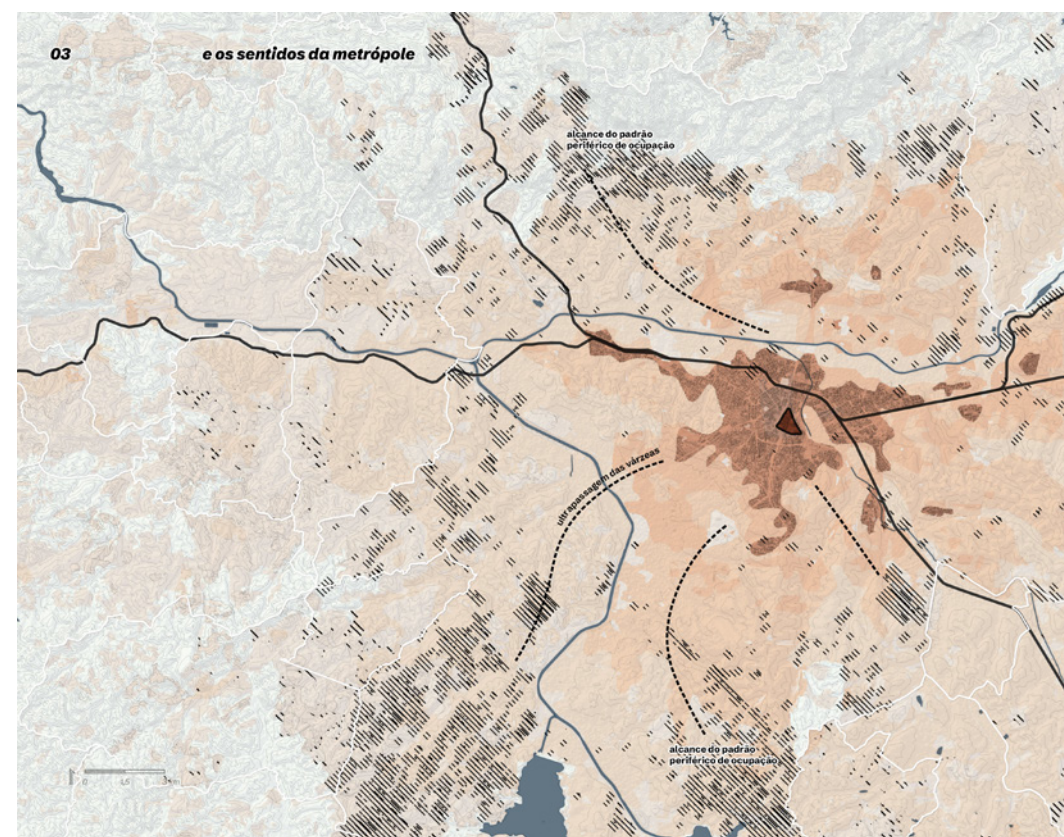 03 e os sentidos da metrópole
alcance do padrão
periférico de ocupação
ultrapassagem das várzeas
alcance do padrão
periférico de ocupação
0